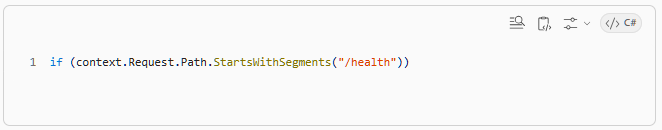 </> C#
1 if (context.Request.Path.StartsWithSegments("/health"))